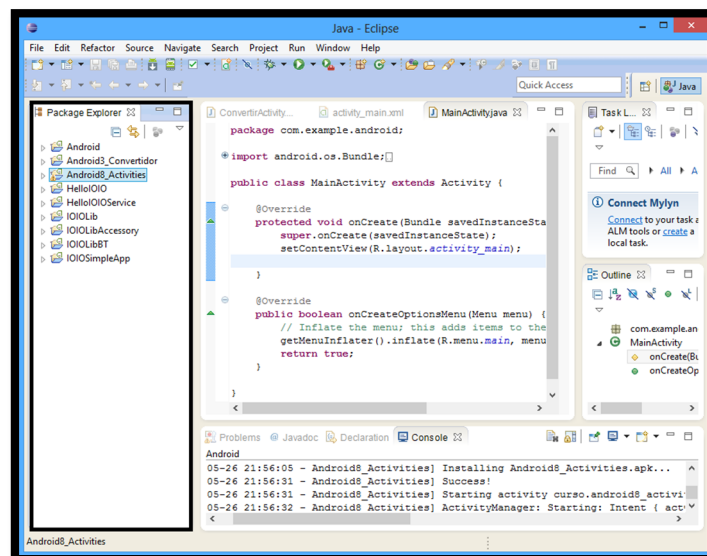 Java - Eclipse
File Edit Refactor Source Navigate Search Project Run Window Help
Quick Access
Java
Package Explorer
Android
Android3_Convertidor
Android8_Activities
HelloIOIO
HelloIOIOService
IOIOLib
IOIOLibAccessory
IOIOLibBT
IOIOSimpleApp
ConvertirActivity....
activity_main.xml
MainActivity.java
package com.example.android;
import android.os.Bundle;
public class MainActivity extends Activity {
@Override
protected void onCreate(Bundle savedInstanceSta
super.onCreate(savedInstanceState);
setContentView(R.layout.activity_main);
}
@Override
public boolean onCreateOptionsMenu(Menu menu) {
// Inflate the menu; this adds items to the
getMenuInflater().inflate(R.menu.main, menu
return true;
}
}
Task L...
Find All A
Connect Mylyn
Connect to your task a
ALM tools or create a
local task.
Outline
com.example.an
MainActivity
onCreate(Bu
onCreateOp
Problems @ Javadoc Declaration Console
Android
05-26 21:56:05 - Android8_Activities] Installing Android8_Activities.apk...
05-26 21:56:31 - Android8_Activities] Success!
05-26 21:56:31 - Android8_Activities] Starting activity curso.android8_activi
05-26 21:56:32 - Android8_Activities] ActivityManager: Starting: Intent { act
Android8_Activities